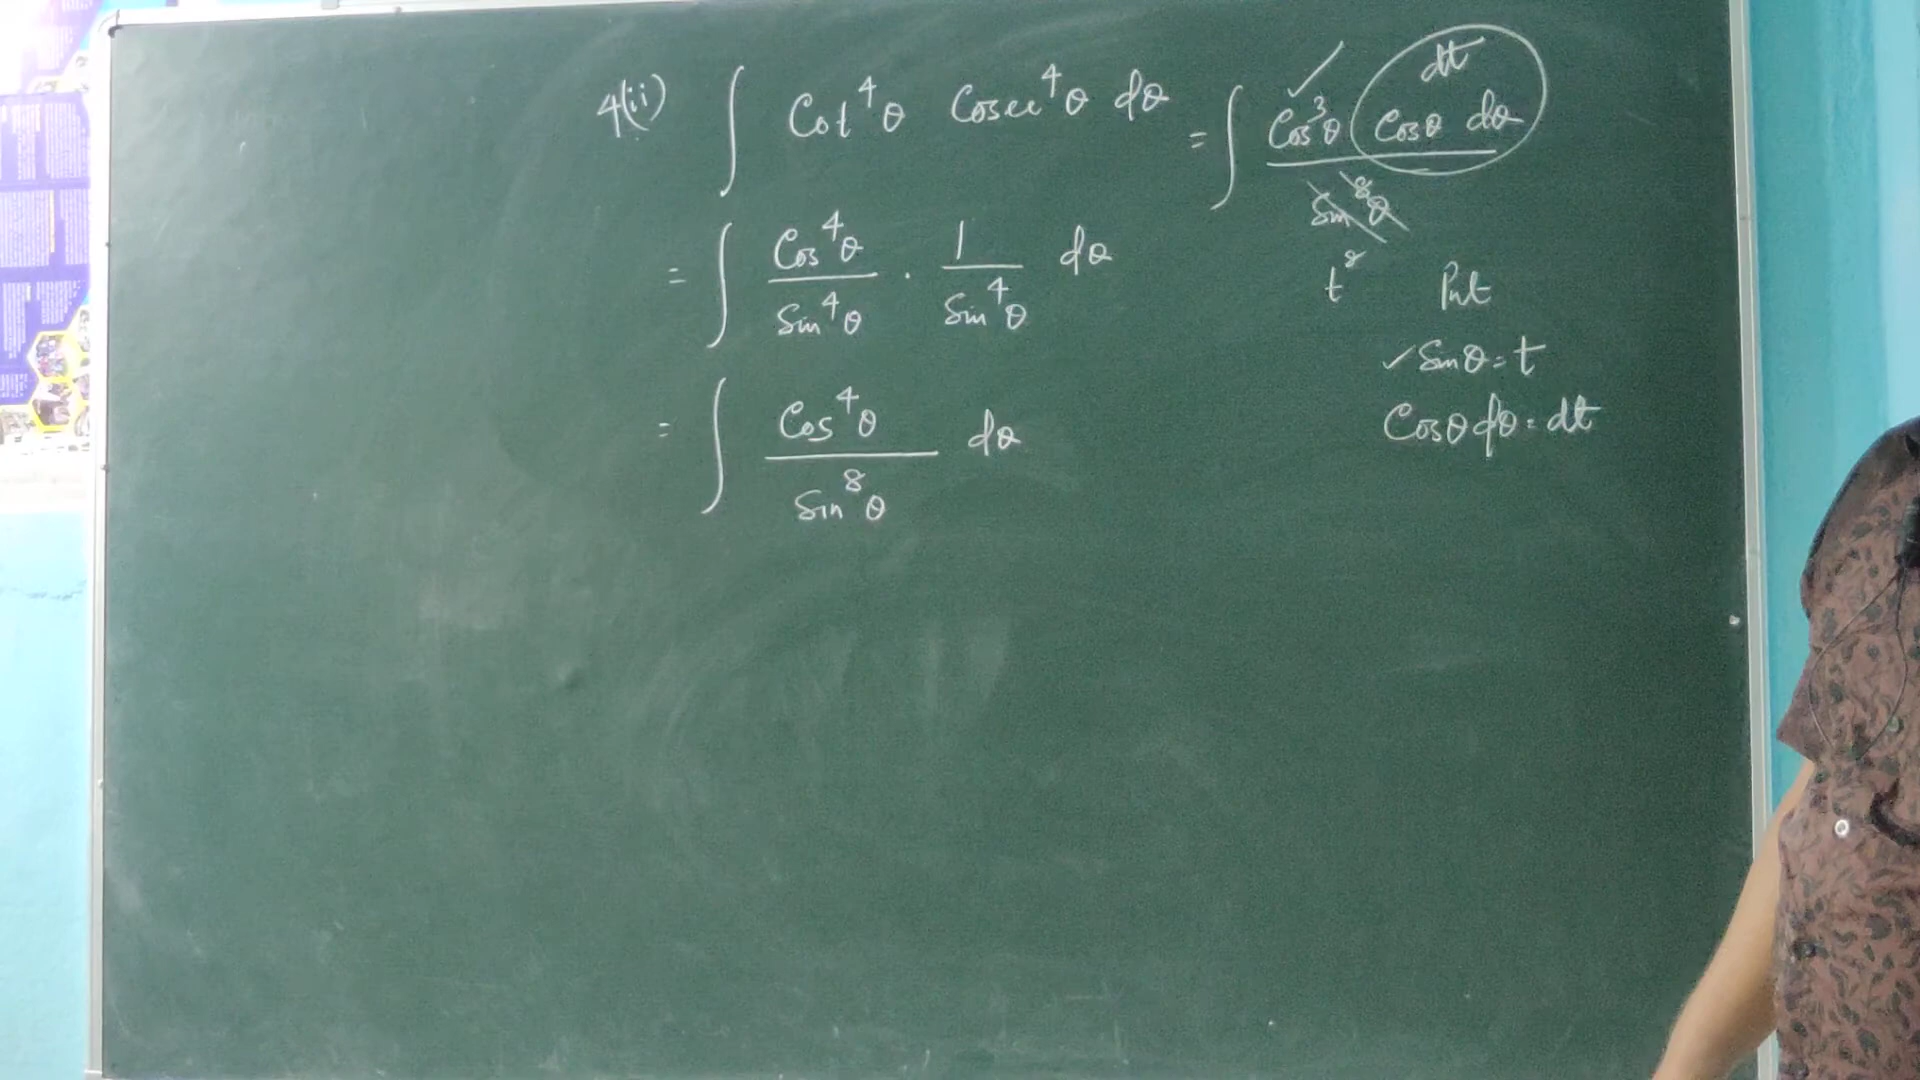 4(ii) ∫ Cot⁴θ Cosec⁴θ dθ = ∫ Cos³θ Cosθ dθ / Sin⁸θ
dt
t⁸
= ∫ Cos⁴θ / Sin⁴θ · 1 / Sin⁴θ dθ
= ∫ Cos⁴θ / Sin⁸θ dθ
Put
✓ Sinθ = t
Cosθ dθ = dt